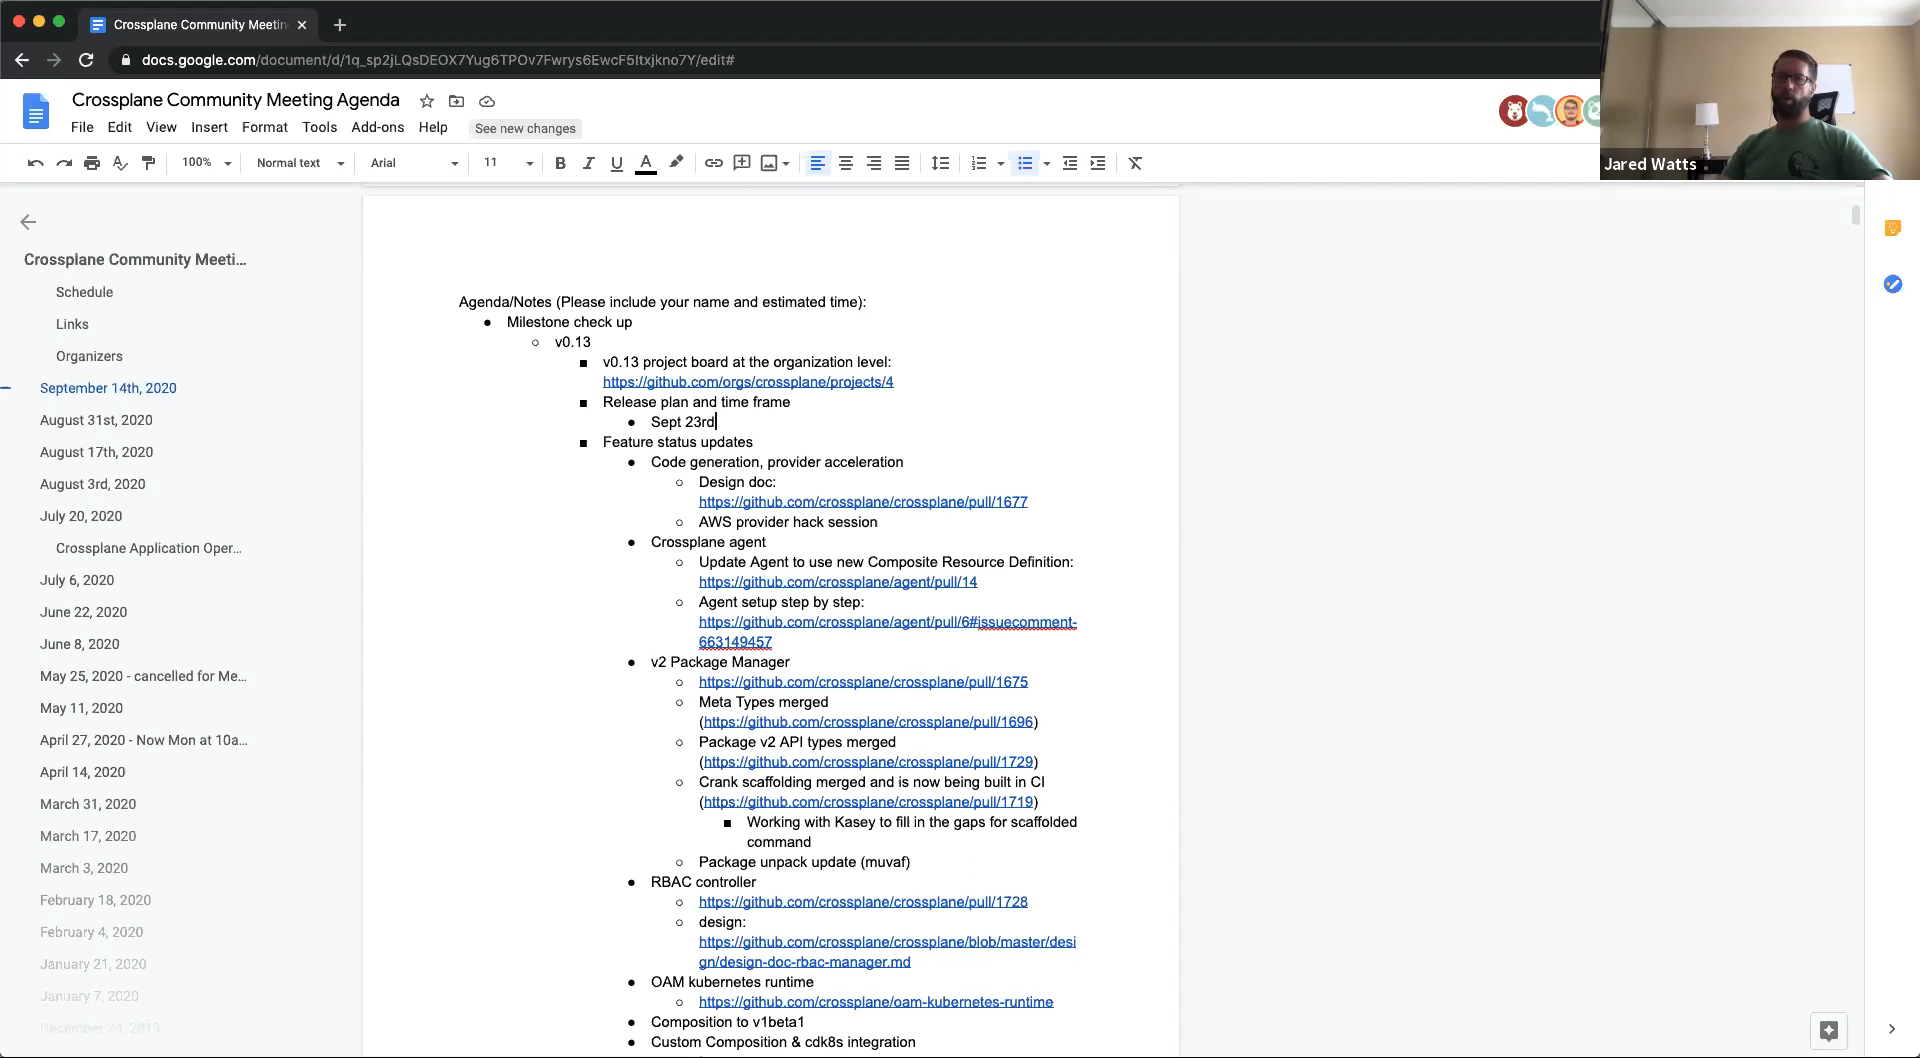 Crossplane Community Meetin
docs.google.com/document/d/1q_sp2jLQsDEOX7Yug6TPOv7Fwrys6EwcF5Itxjkno7Y/edit#
Crossplane Community Meeting Agenda
File Edit View Insert Format Tools Add-ons Help See new changes
100% Normal text Arial 11
Jared Watts
Crossplane Community Meeti...
Schedule
Links
Organizers
September 14th, 2020
August 31st, 2020
August 17th, 2020
August 3rd, 2020
July 20, 2020
Crossplane Application Oper...
July 6, 2020
June 22, 2020
June 8, 2020
May 25, 2020 - cancelled for Me...
May 11, 2020
April 27, 2020 - Now Mon at 10a...
April 14, 2020
March 31, 2020
March 17, 2020
March 3, 2020
February 18, 2020
February 4, 2020
January 21, 2020
January 7, 2020
December 24, 2019
Agenda/Notes (Please include your name and estimated time):
● Milestone check up
○ v0.13
■ v0.13 project board at the organization level:
https://github.com/orgs/crossplane/projects/4
■ Release plan and time frame
● Sept 23rd
■ Feature status updates
● Code generation, provider acceleration
○ Design doc:
https://github.com/crossplane/crossplane/pull/1677
○ AWS provider hack session
● Crossplane agent
○ Update Agent to use new Composite Resource Definition:
https://github.com/crossplane/agent/pull/14
○ Agent setup step by step:
https://github.com/crossplane/agent/pull/6#issuecomment-
663149457
● v2 Package Manager
○ https://github.com/crossplane/crossplane/pull/1675
○ Meta Types merged
(https://github.com/crossplane/crossplane/pull/1696)
○ Package v2 API types merged
(https://github.com/crossplane/crossplane/pull/1729)
○ Crank scaffolding merged and is now being built in CI
(https://github.com/crossplane/crossplane/pull/1719)
■ Working with Kasey to fill in the gaps for scaffolded
command
○ Package unpack update (muvaf)
● RBAC controller
○ https://github.com/crossplane/crossplane/pull/1728
○ design:
https://github.com/crossplane/crossplane/blob/master/desi
gn/design-doc-rbac-manager.md
● OAM kubernetes runtime
○ https://github.com/crossplane/oam-kubernetes-runtime
● Composition to v1beta1
● Custom Composition & cdk8s integration